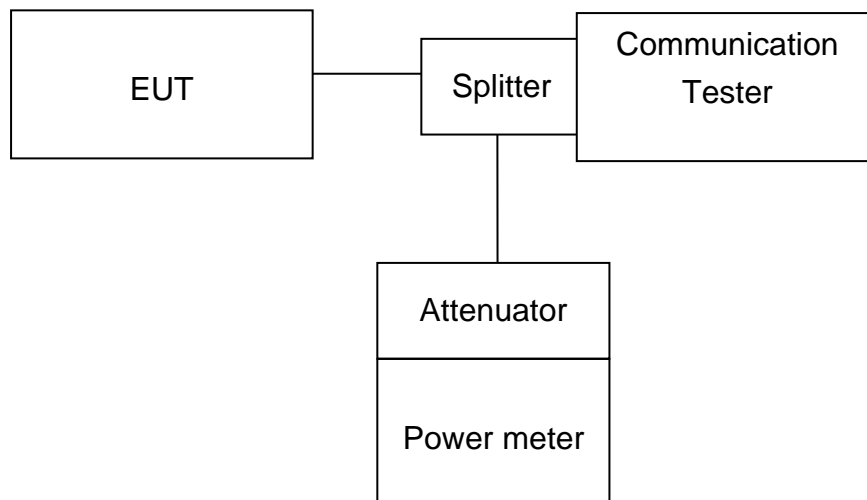 EUT
Splitter
Communication
Tester
Attenuator
Power meter